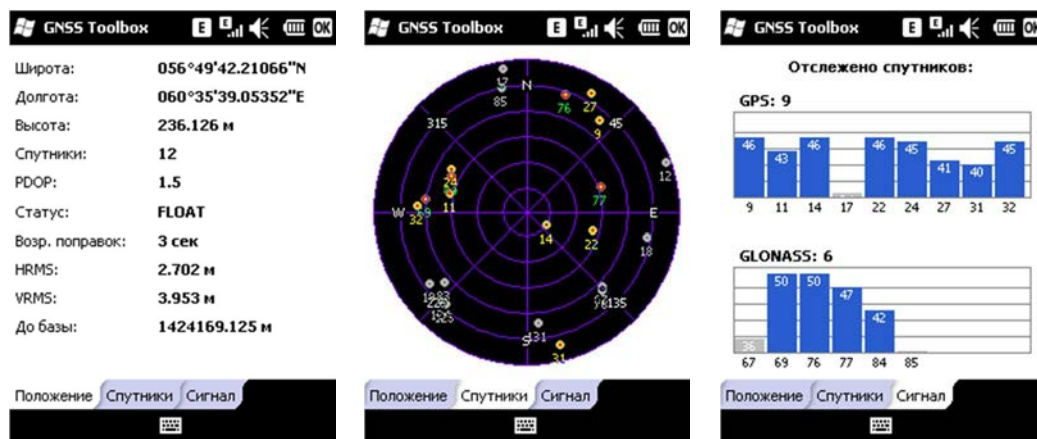 GNSS Toolbox E E OK
Широта: 056°49'42.21066"N
Долгота: 060°35'39.05352"E
Высота: 236.126 м
Спутники: 12
PDOP: 1.5
Статус: FLOAT
Возр. поправок: 3 сек
HRMS: 2.702 м
VRMS: 3.953 м
До базы: 1424169.125 м
Положение Спутники Сигнал
GNSS Toolbox E E OK
17
N
85
76
27
315
9
45
12
11
77
W
32
E
14
22
18
135
131
S
31
Положение Спутники Сигнал
GNSS Toolbox E E OK
Отслежено спутников:
GPS: 9
46 43 46 46 45 41 40 45
9 11 14 17 22 24 27 31 32
GLONASS: 6
36 50 50 47 42
67 69 76 77 84 85
Положение Спутники Сигнал